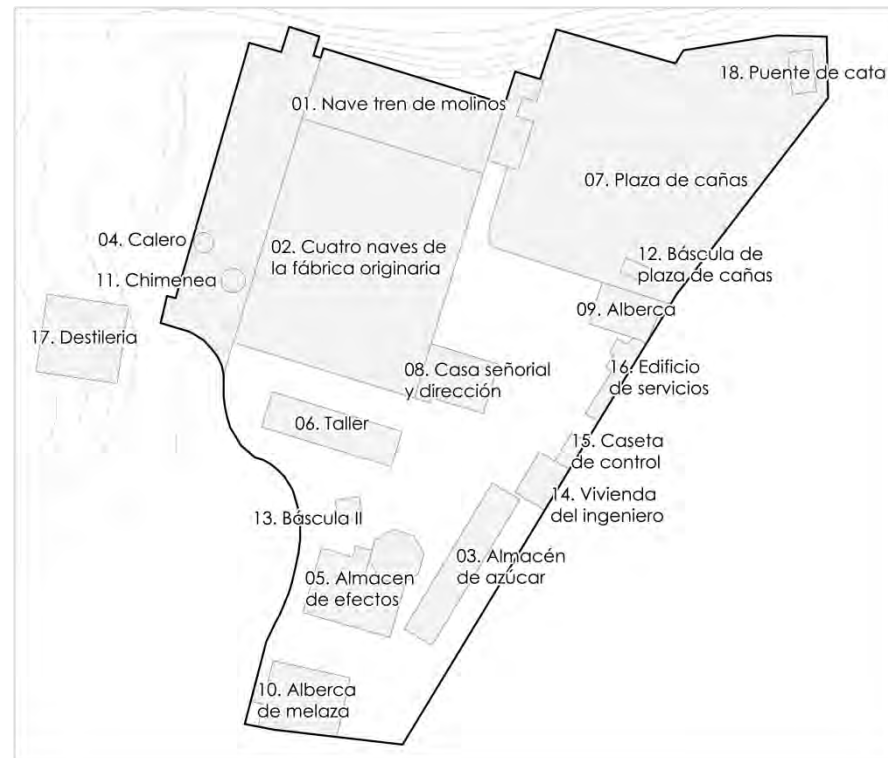 18. Puente de cata
01. Nave tren de molinos
07. Plaza de cañas
04. Calero
02. Cuatro naves de
la fábrica originaria
12. Báscula de
plaza de cañas
11. Chimenea
09. Alberca
17. Destileria
08. Casa señorial
y dirección
16. Edificio
de servicios
06. Taller
15. Caseta
de control
14. Vivienda
del ingeniero
13. Báscula II
03. Almacén
de azúcar
05. Almacen
de efectos
10. Alberca
de melaza